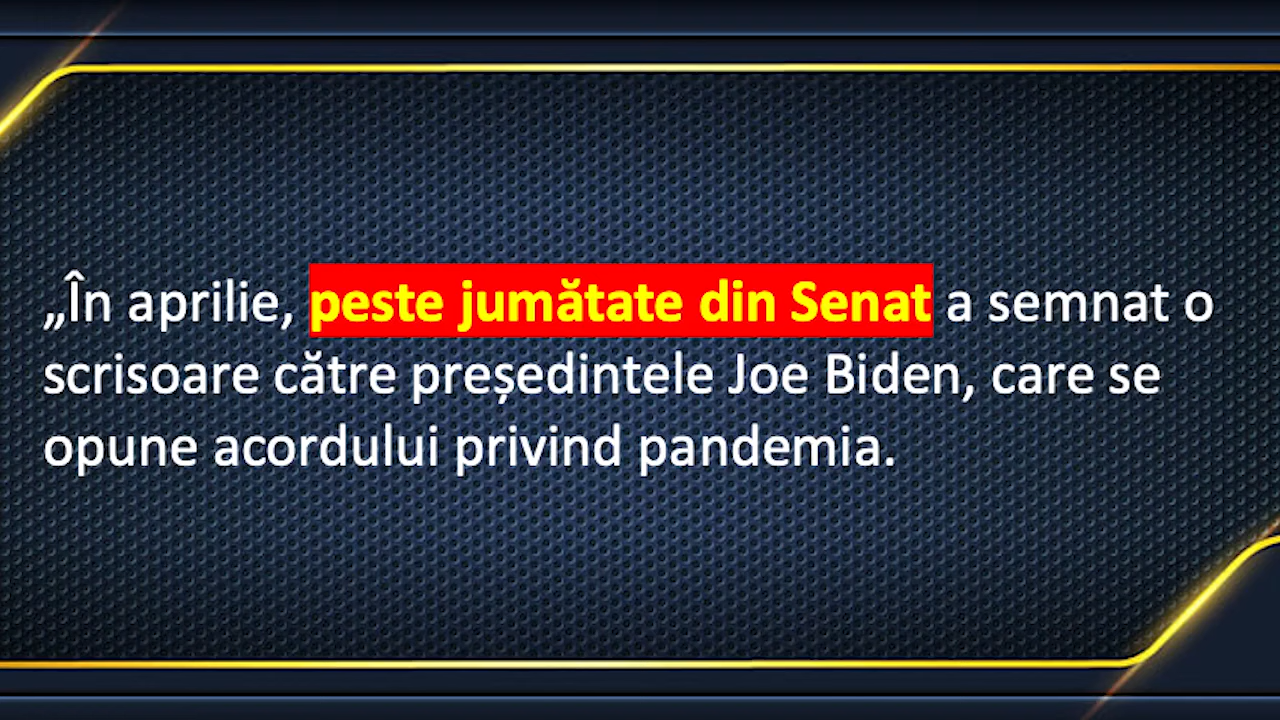 „În aprilie, peste jumătate din Senat a semnat o
scrisoare către președintele Joe Biden, care se
opune acordului privind pandemia.